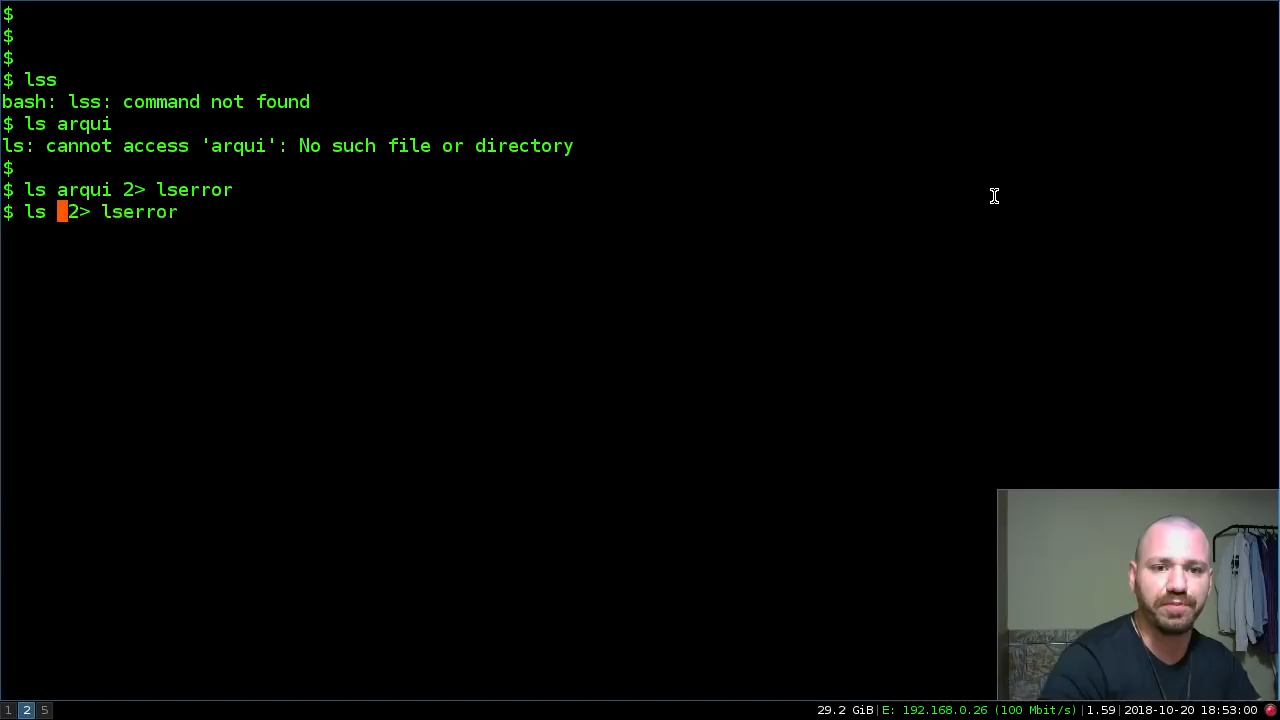 $
$
$
$ lss
bash: lss: command not found
$ ls arqui
ls: cannot access 'arqui': No such file or directory
$
$ ls arqui 2> lserror
$ ls 2> lserror
1 2 5 29.2 GiB|E: 192.168.0.26 (100 Mbit/s)|1.59|2018-10-20 18:53:00